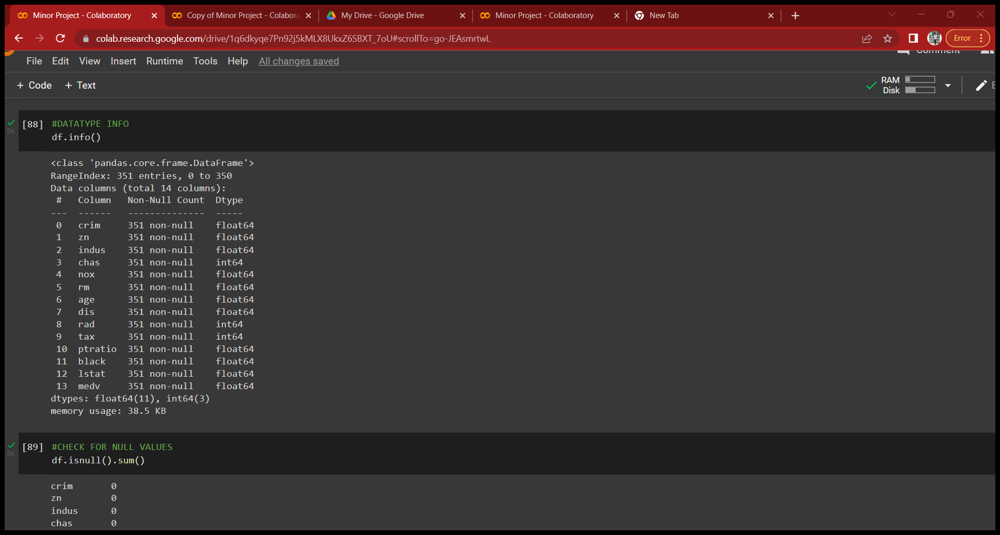 Minor Project - Colaboratory
Copy of Minor Project - Colabora
My Drive - Google Drive
Minor Project - Colaboratory
New Tab
colab.research.google.com/drive/1q6dkyqe7Pn92j5kMLX8UkxZ6SBXT_7oU#scrollTo=go-JEAsmrtwL
Error
Comment
File Edit View Insert Runtime Tools Help All changes saved
+ Code + Text
RAM
Disk
[88] #DATATYPE INFO
0s
df.info()
<class 'pandas.core.frame.DataFrame'>
RangeIndex: 351 entries, 0 to 350
Data columns (total 14 columns):
 #   Column   Non-Null Count  Dtype
---  ------   --------------  -----
 0   crim     351 non-null    float64
 1   zn       351 non-null    float64
 2   indus    351 non-null    float64
 3   chas     351 non-null    int64
 4   nox      351 non-null    float64
 5   rm       351 non-null    float64
 6   age      351 non-null    float64
 7   dis      351 non-null    float64
 8   rad      351 non-null    int64
 9   tax      351 non-null    int64
 10  ptratio  351 non-null    float64
 11  black    351 non-null    float64
 12  lstat    351 non-null    float64
 13  medv     351 non-null    float64
dtypes: float64(11), int64(3)
memory usage: 38.5 KB
[89] #CHECK FOR NULL VALUES
0s
df.isnull().sum()
crim       0
zn         0
indus      0
chas       0